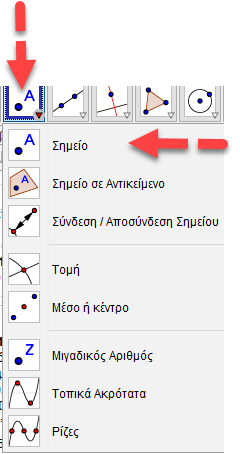 A
A Σημείο
A Σημείο σε Αντικείμενο
Σύνδεση / Αποσύνδεση Σημείου
Τομή
Μέσο ή κέντρο
Z Μιγαδικός Αριθμός
Τοπικά Ακρότατα
Ρίζες